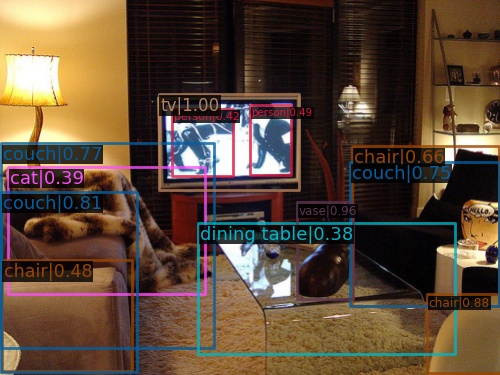 tv|1.00
person|0.42
person|0.49
couch|0.77
chair|0.66
couch|0.75
cat|0.39
couch|0.81
vase|0.96
HELLO,
dining table|0.38
chair|0.48
chair|0.88